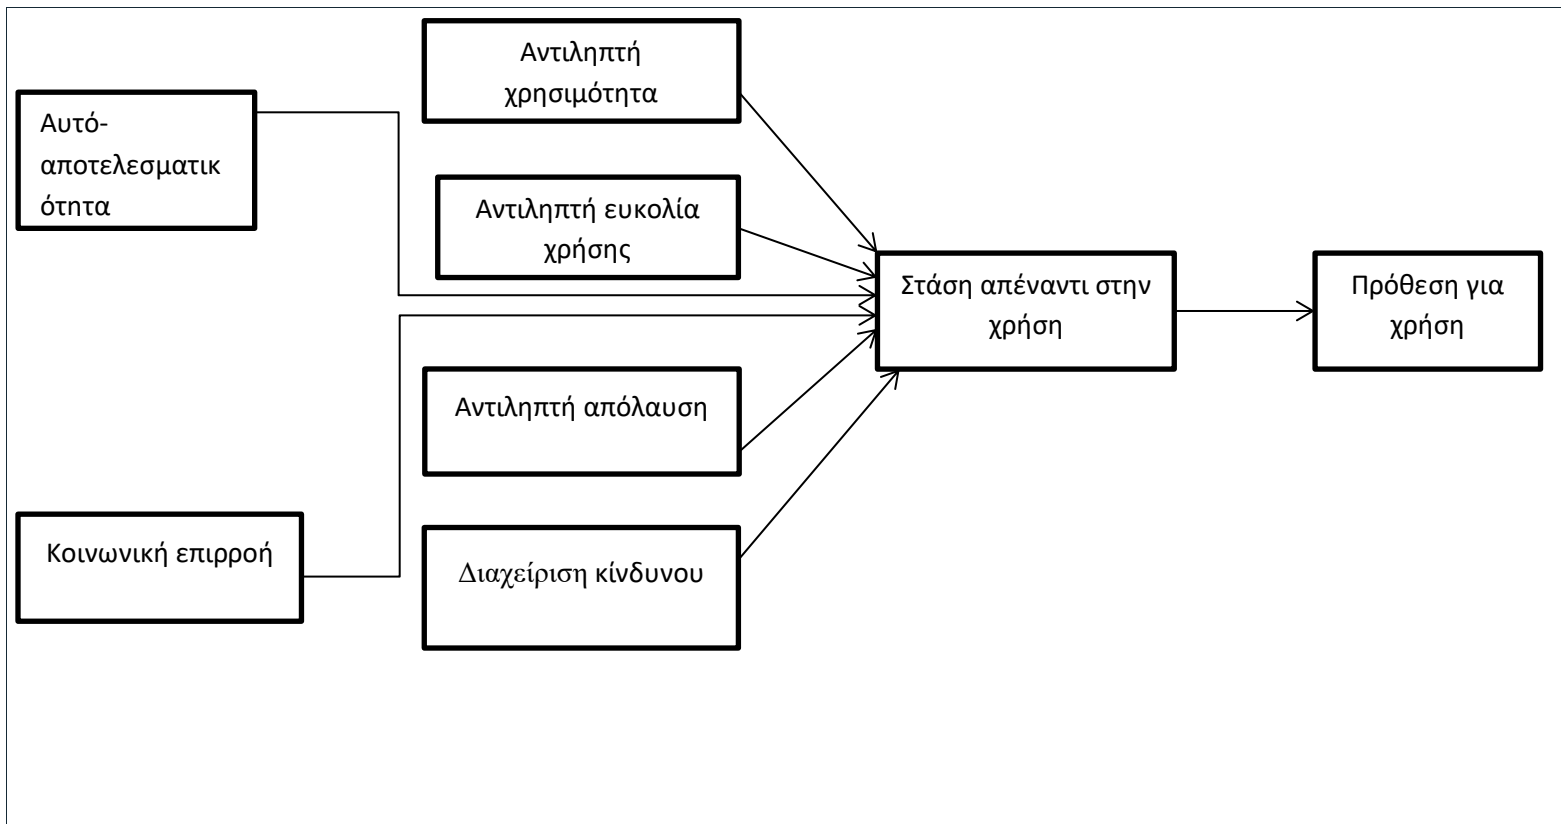 Αντιληπτή
χρησιμότητα
Αυτό-
αποτελεσματικ
ότητα
Αντιληπτή ευκολία
χρήσης
Στάση απέναντι στην
χρήση
Πρόθεση για
χρήση
Αντιληπτή απόλαυση
Κοινωνική επιρροή
Διαχείριση κίνδυνου